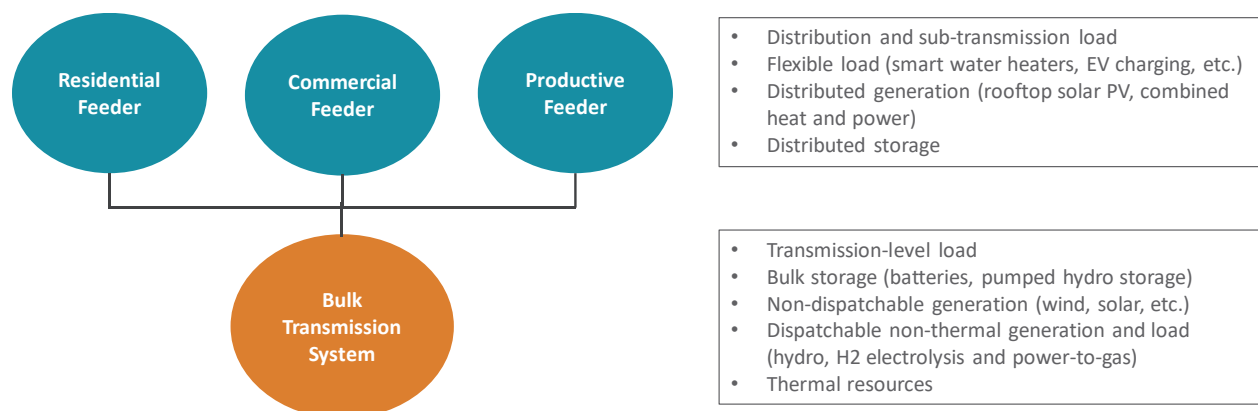 Residential
Feeder
Commercial
Feeder
Productive
Feeder
• Distribution and sub-transmission load
• Flexible load (smart water heaters, EV charging, etc.)
• Distributed generation (rooftop solar PV, combined
heat and power)
• Distributed storage
Bulk
Transmission
System
• Transmission-level load
• Bulk storage (batteries, pumped hydro storage)
• Non-dispatchable generation (wind, solar, etc.)
• Dispatchable non-thermal generation and load
(hydro, H2 electrolysis and power-to-gas)
• Thermal resources